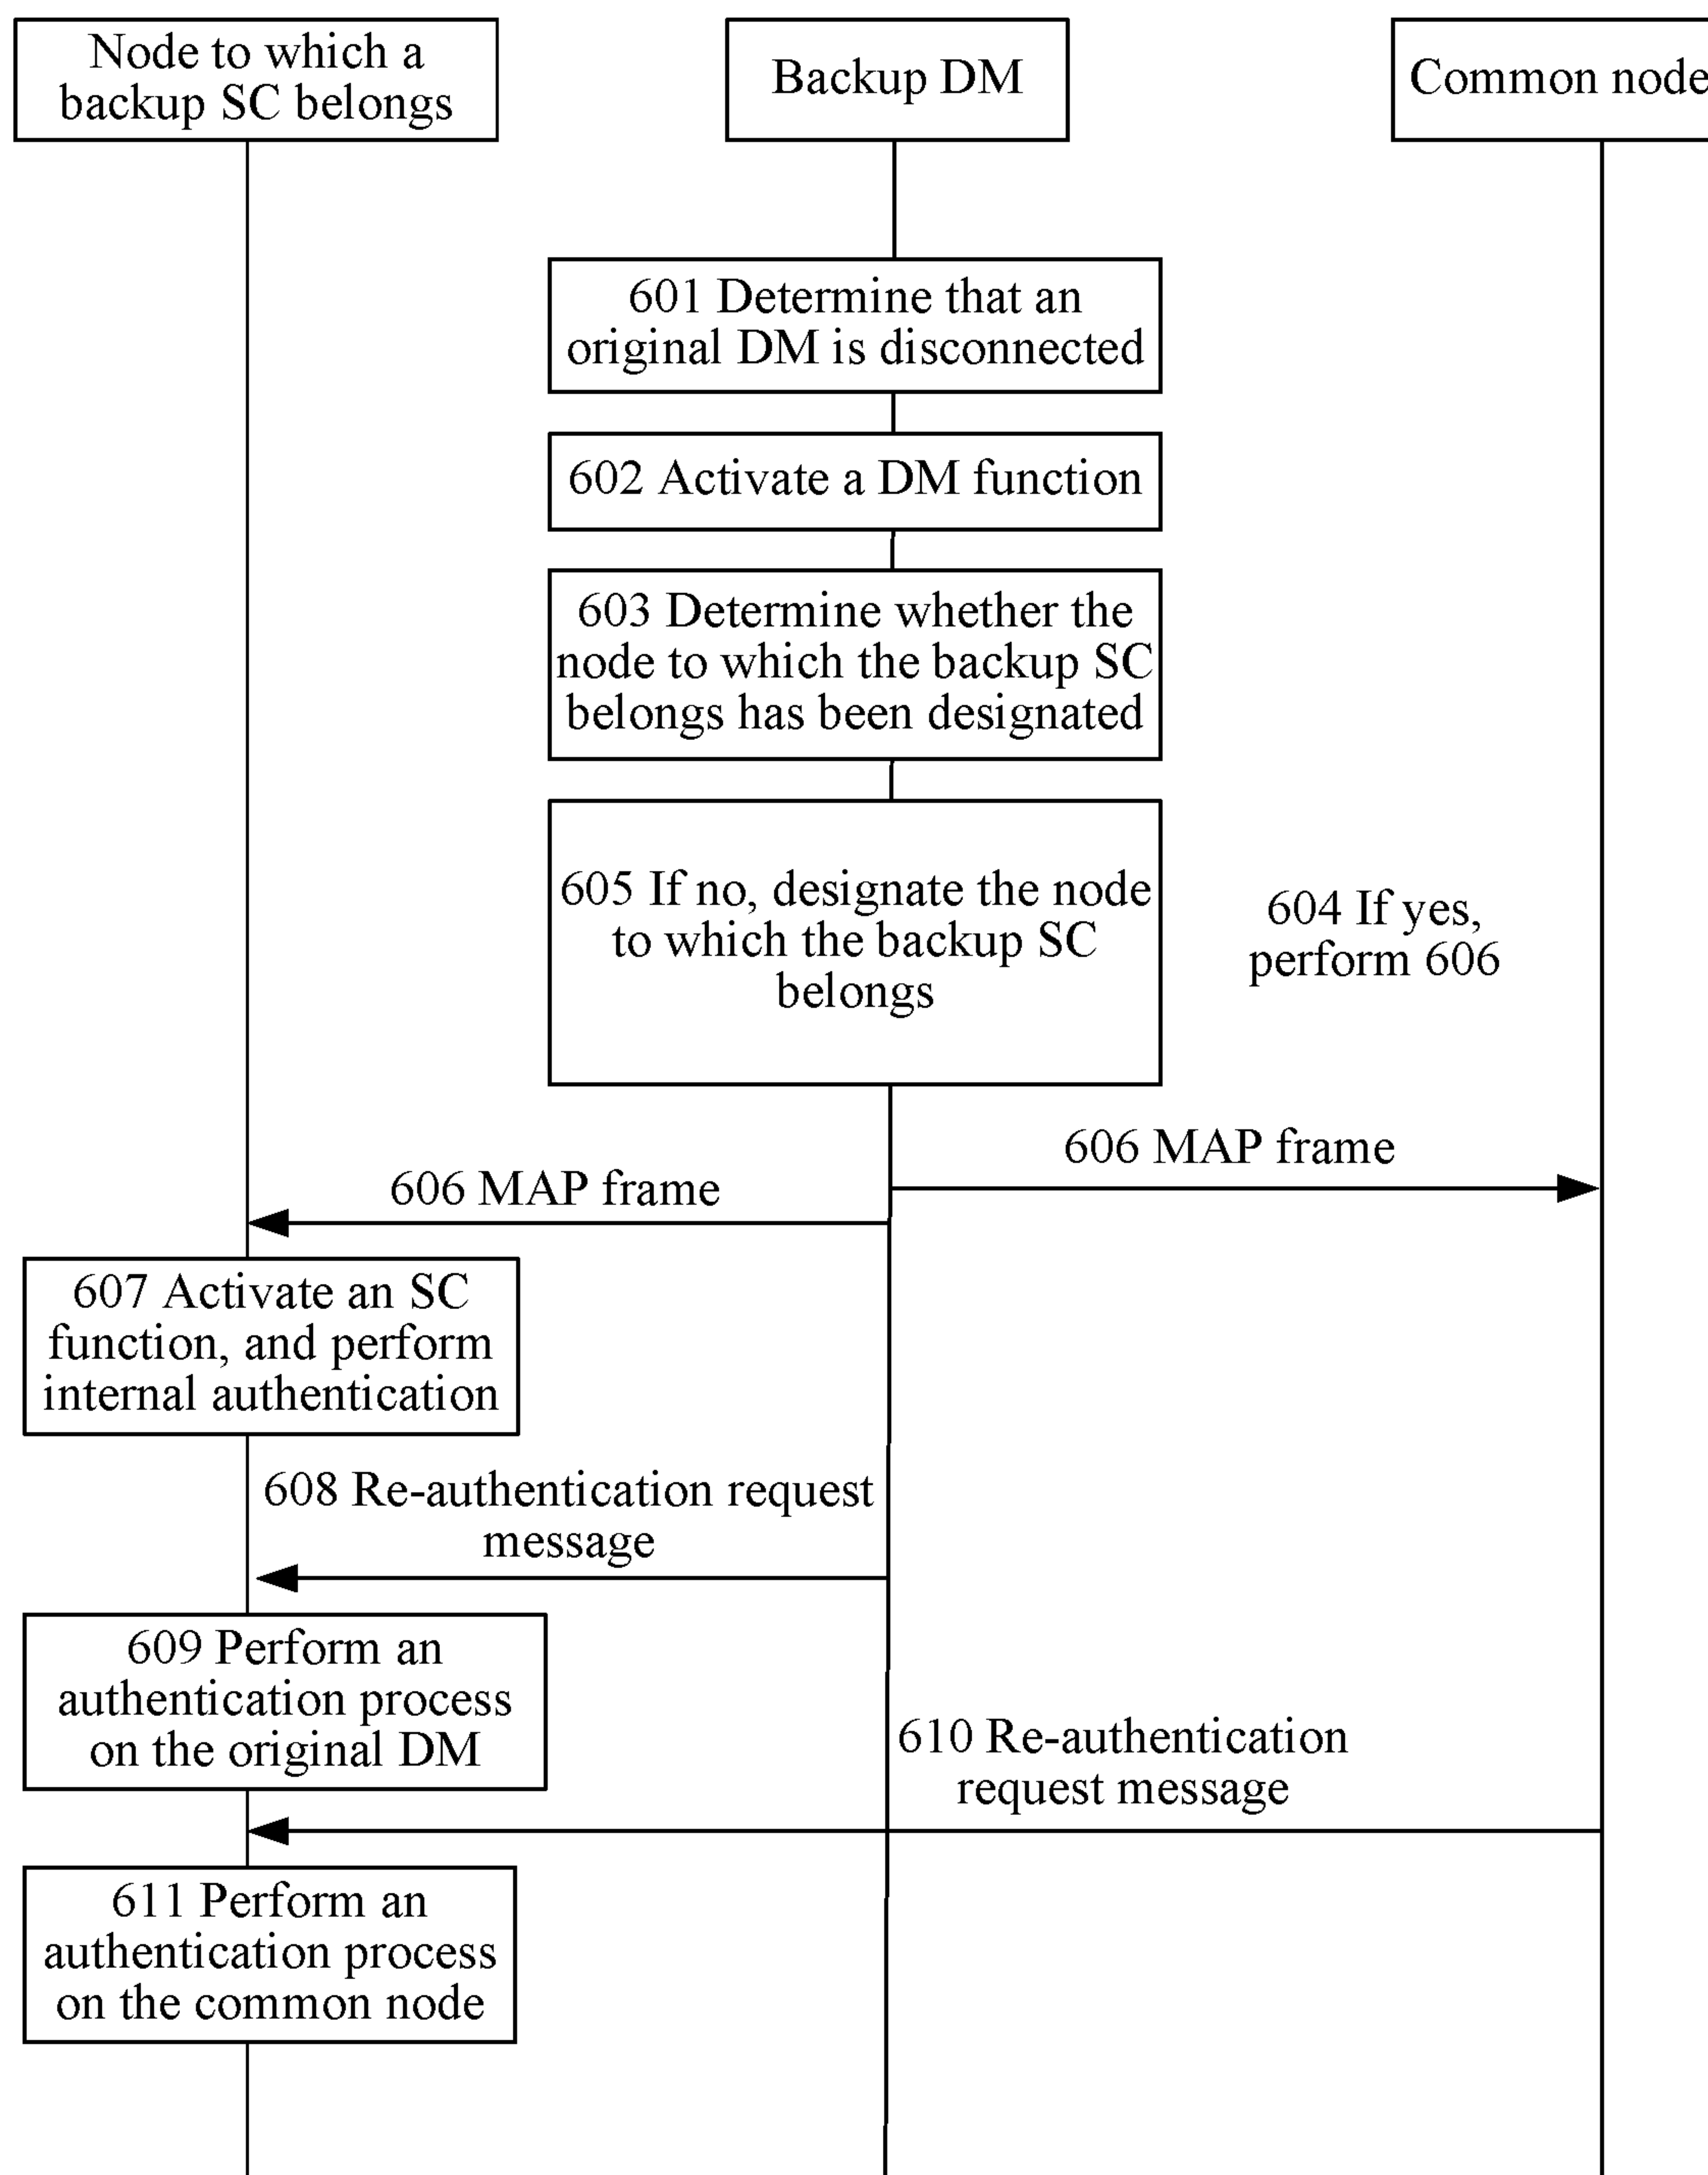 Node to which a
backup SC belongs
Backup DM
Common node
601 Determine that an
original DM is disconnected
602 Activate a DM function
603 Determine whether the
node to which the backup SC
belongs has been designated
605 If no, designate the node
to which the backup SC
belongs
604 If yes,
perform 606
606 MAP frame
606 MAP frame
607 Activate an SC
function, and perform
internal authentication
608 Re-authentication request
message
609 Perform an
authentication process
on the original DM
610 Re-authentication
request message
611 Perform an
authentication process
on the common node